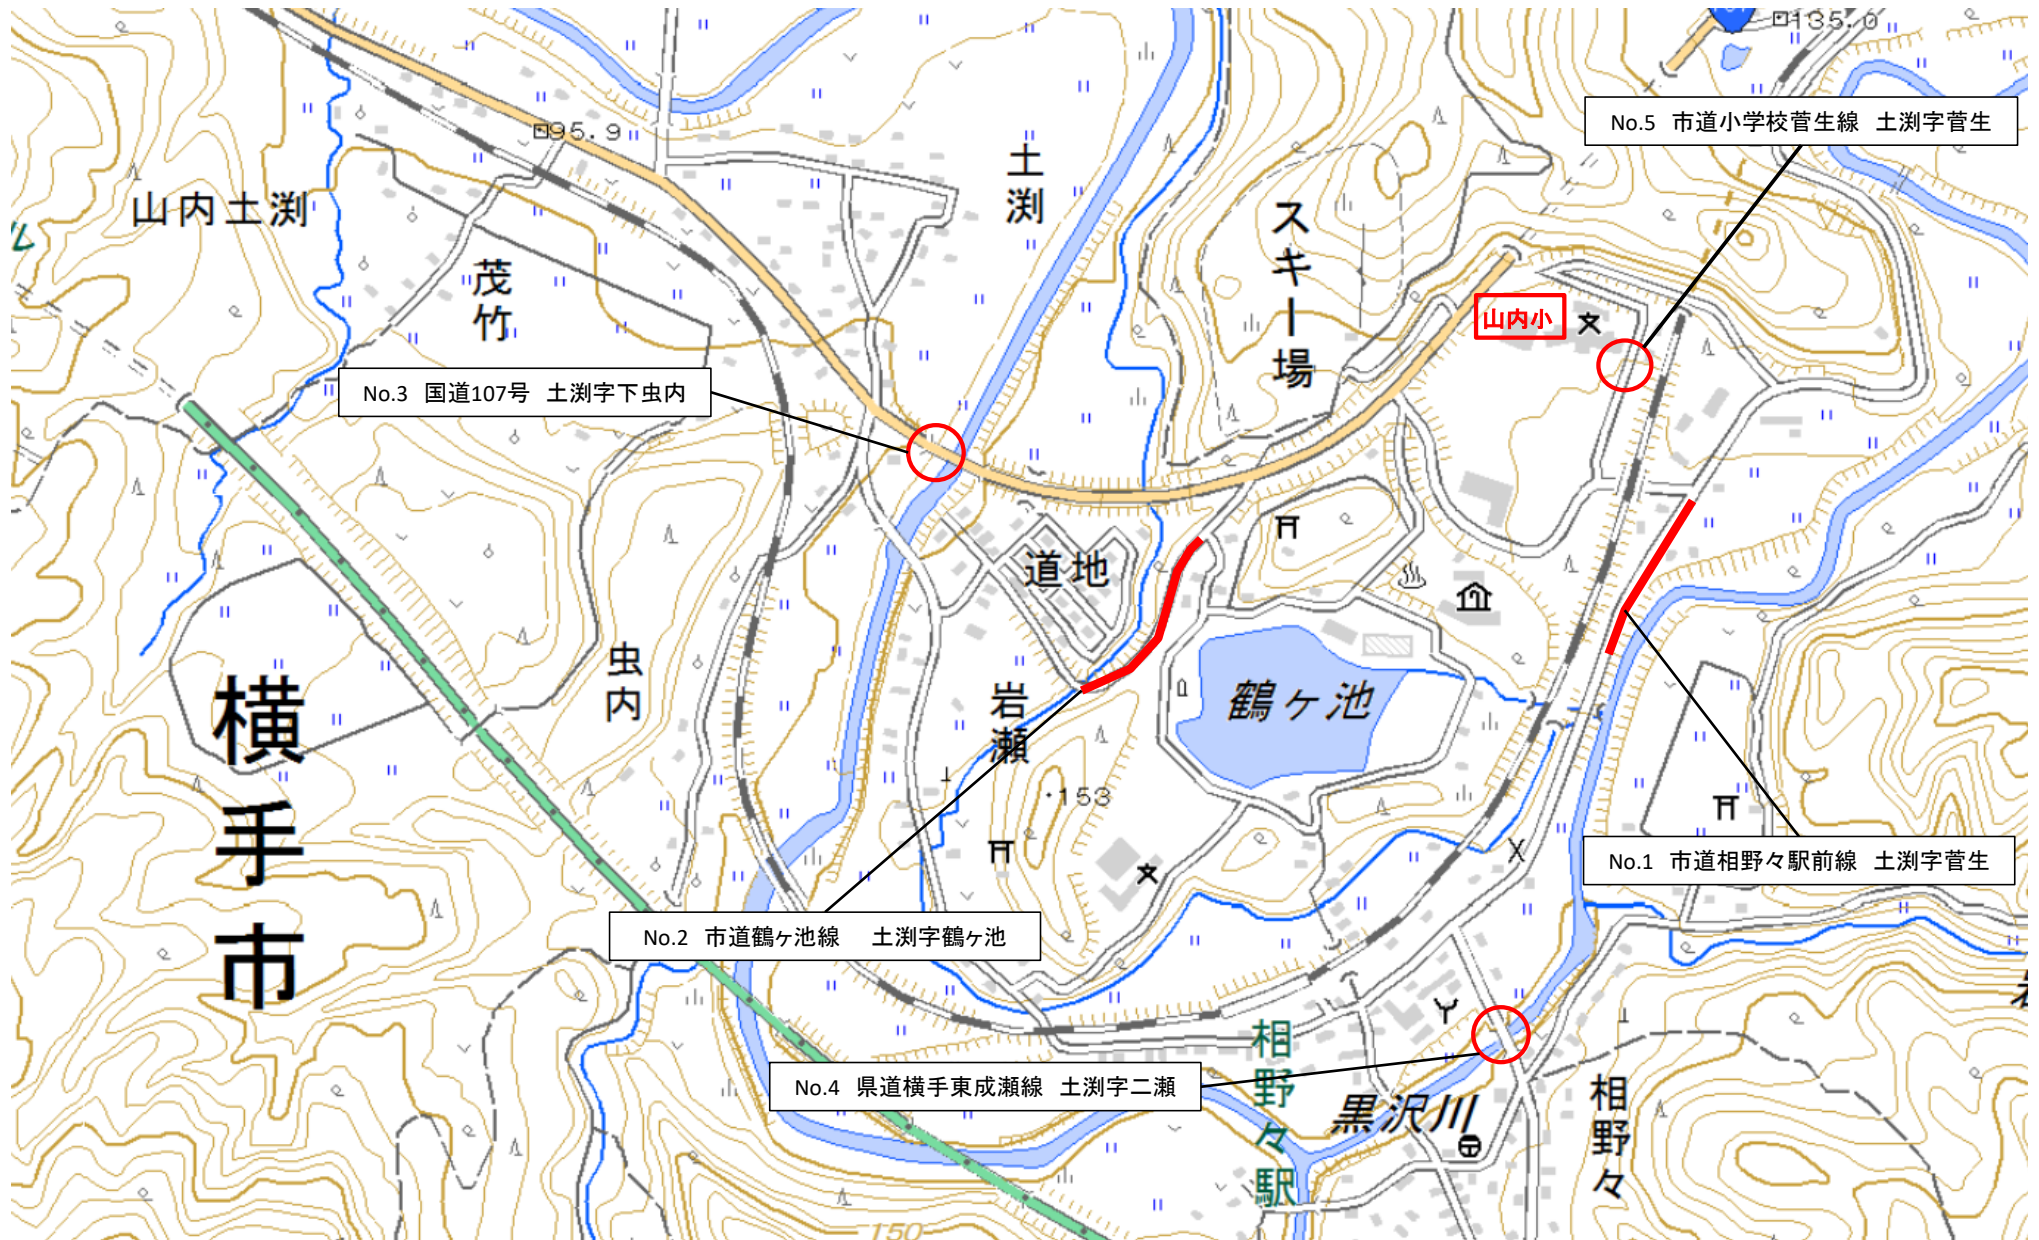 135.0
No.5 市道小学校菅生線 土渕字菅生
95.9
土渕
山内土渕
スキー場
茂竹
山内小
No.3 国道107号 土渕字下虫内
道地
虫内
岩瀬
鶴ヶ池
横手市
153
No.1 市道相野々駅前線 土渕字菅生
No.2 市道鶴ヶ池線 土渕字鶴ヶ池
相野々駅
No.4 県道横手東成瀬線 土渕字二瀬
黒沢川
相野々
150